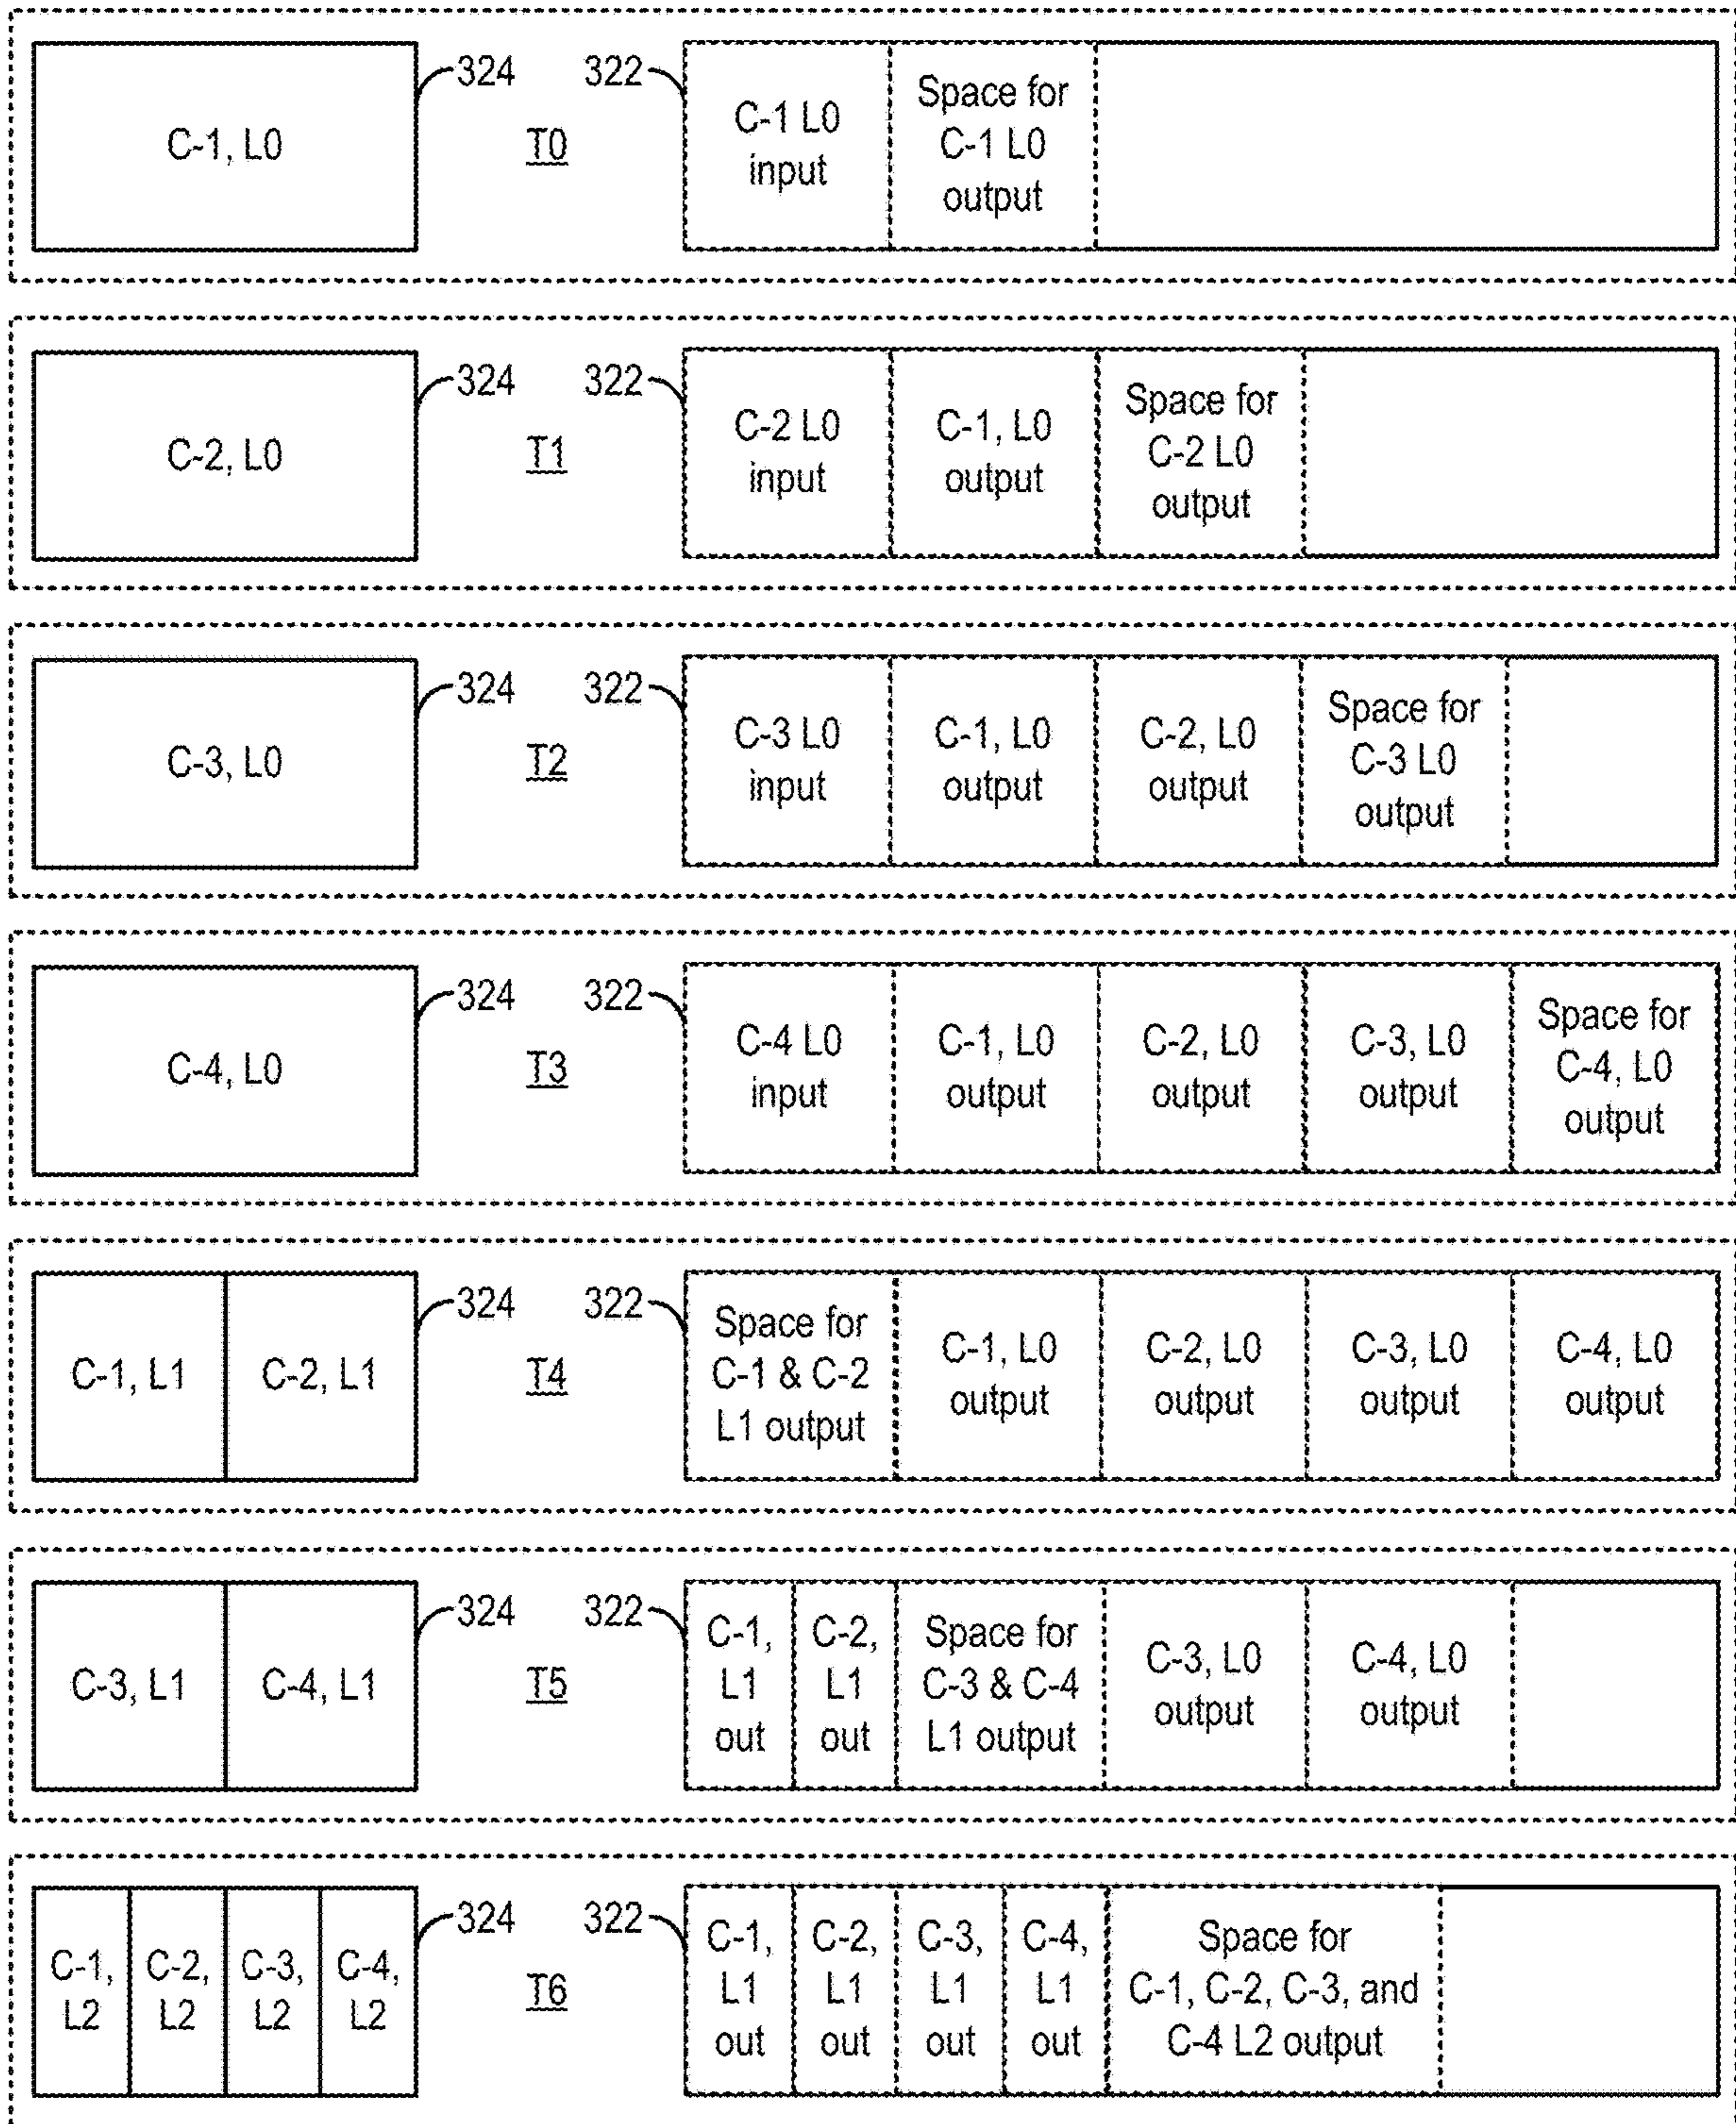 C-1, L0
324
T0
322
C-1 L0
input
Space for
C-1 L0
output
C-2, L0
324
T1
322
C-2 L0
input
C-1, L0
output
Space for
C-2 L0
output
C-3, L0
324
T2
322
C-3 L0
input
C-1, L0
output
C-2, L0
output
Space for
C-3 L0
output
C-4, L0
324
T3
322
C-4 L0
input
C-1, L0
output
C-2, L0
output
C-3, L0
output
Space for
C-4, L0
output
C-1, L1
C-2, L1
324
T4
322
Space for
C-1 & C-2
L1 output
C-1, L0
output
C-2, L0
output
C-3, L0
output
C-4, L0
output
C-3, L1
C-4, L1
324
T5
322
C-1,
L1
out
C-2,
L1
out
Space for
C-3 & C-4
L1 output
C-3, L0
output
C-4, L0
output
C-1,
L2
C-2,
L2
C-3,
L2
C-4,
L2
324
T6
322
C-1,
L1
out
C-2,
L1
out
C-3,
L1
out
C-4,
L1
out
Space for
C-1, C-2, C-3, and
C-4 L2 output